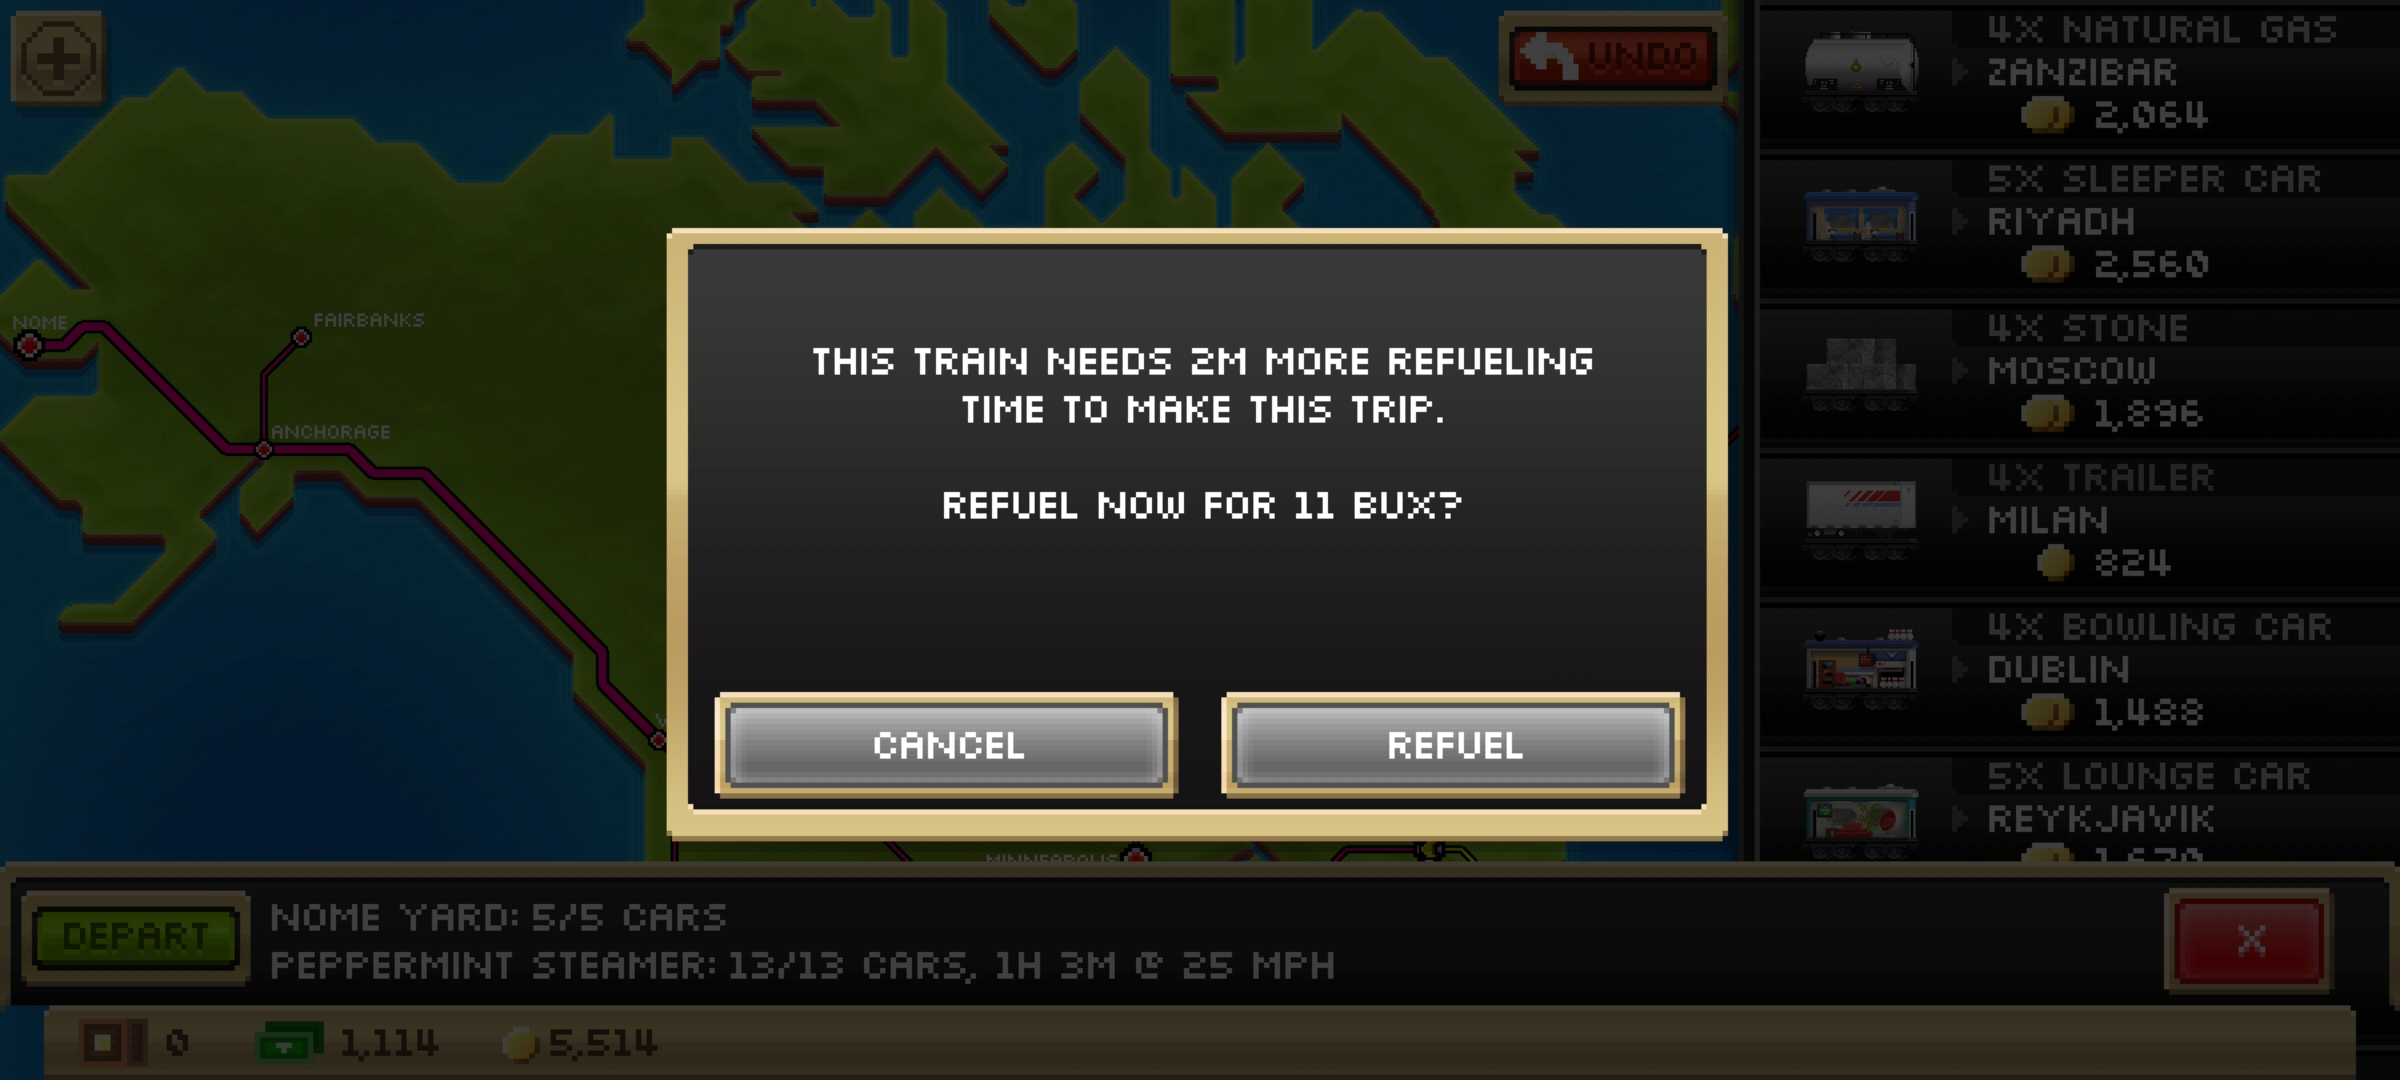 UNDO
4X NATURAL GAS
ZANZIBAR
2,064
5X SLEEPER CAR
RIYADH
2,560
4X STONE
MOSCOW
1,896
4X TRAILER
MILAN
824
4X BOWLING CAR
DUBLIN
1,488
5X LOUNGE CAR
REYKJAVIK
NOME
FAIRBANKS
ANCHORAGE
THIS TRAIN NEEDS 2M MORE REFUELING
TIME TO MAKE THIS TRIP.
REFUEL NOW FOR 11 BUX?
CANCEL
REFUEL
MINNEAPOLIS
DEPART
NOME YARD: 5/5 CARS
PEPPERMINT STEAMER: 13/13 CARS, 1H 3M @ 25 MPH
X
0
1,114
5,514